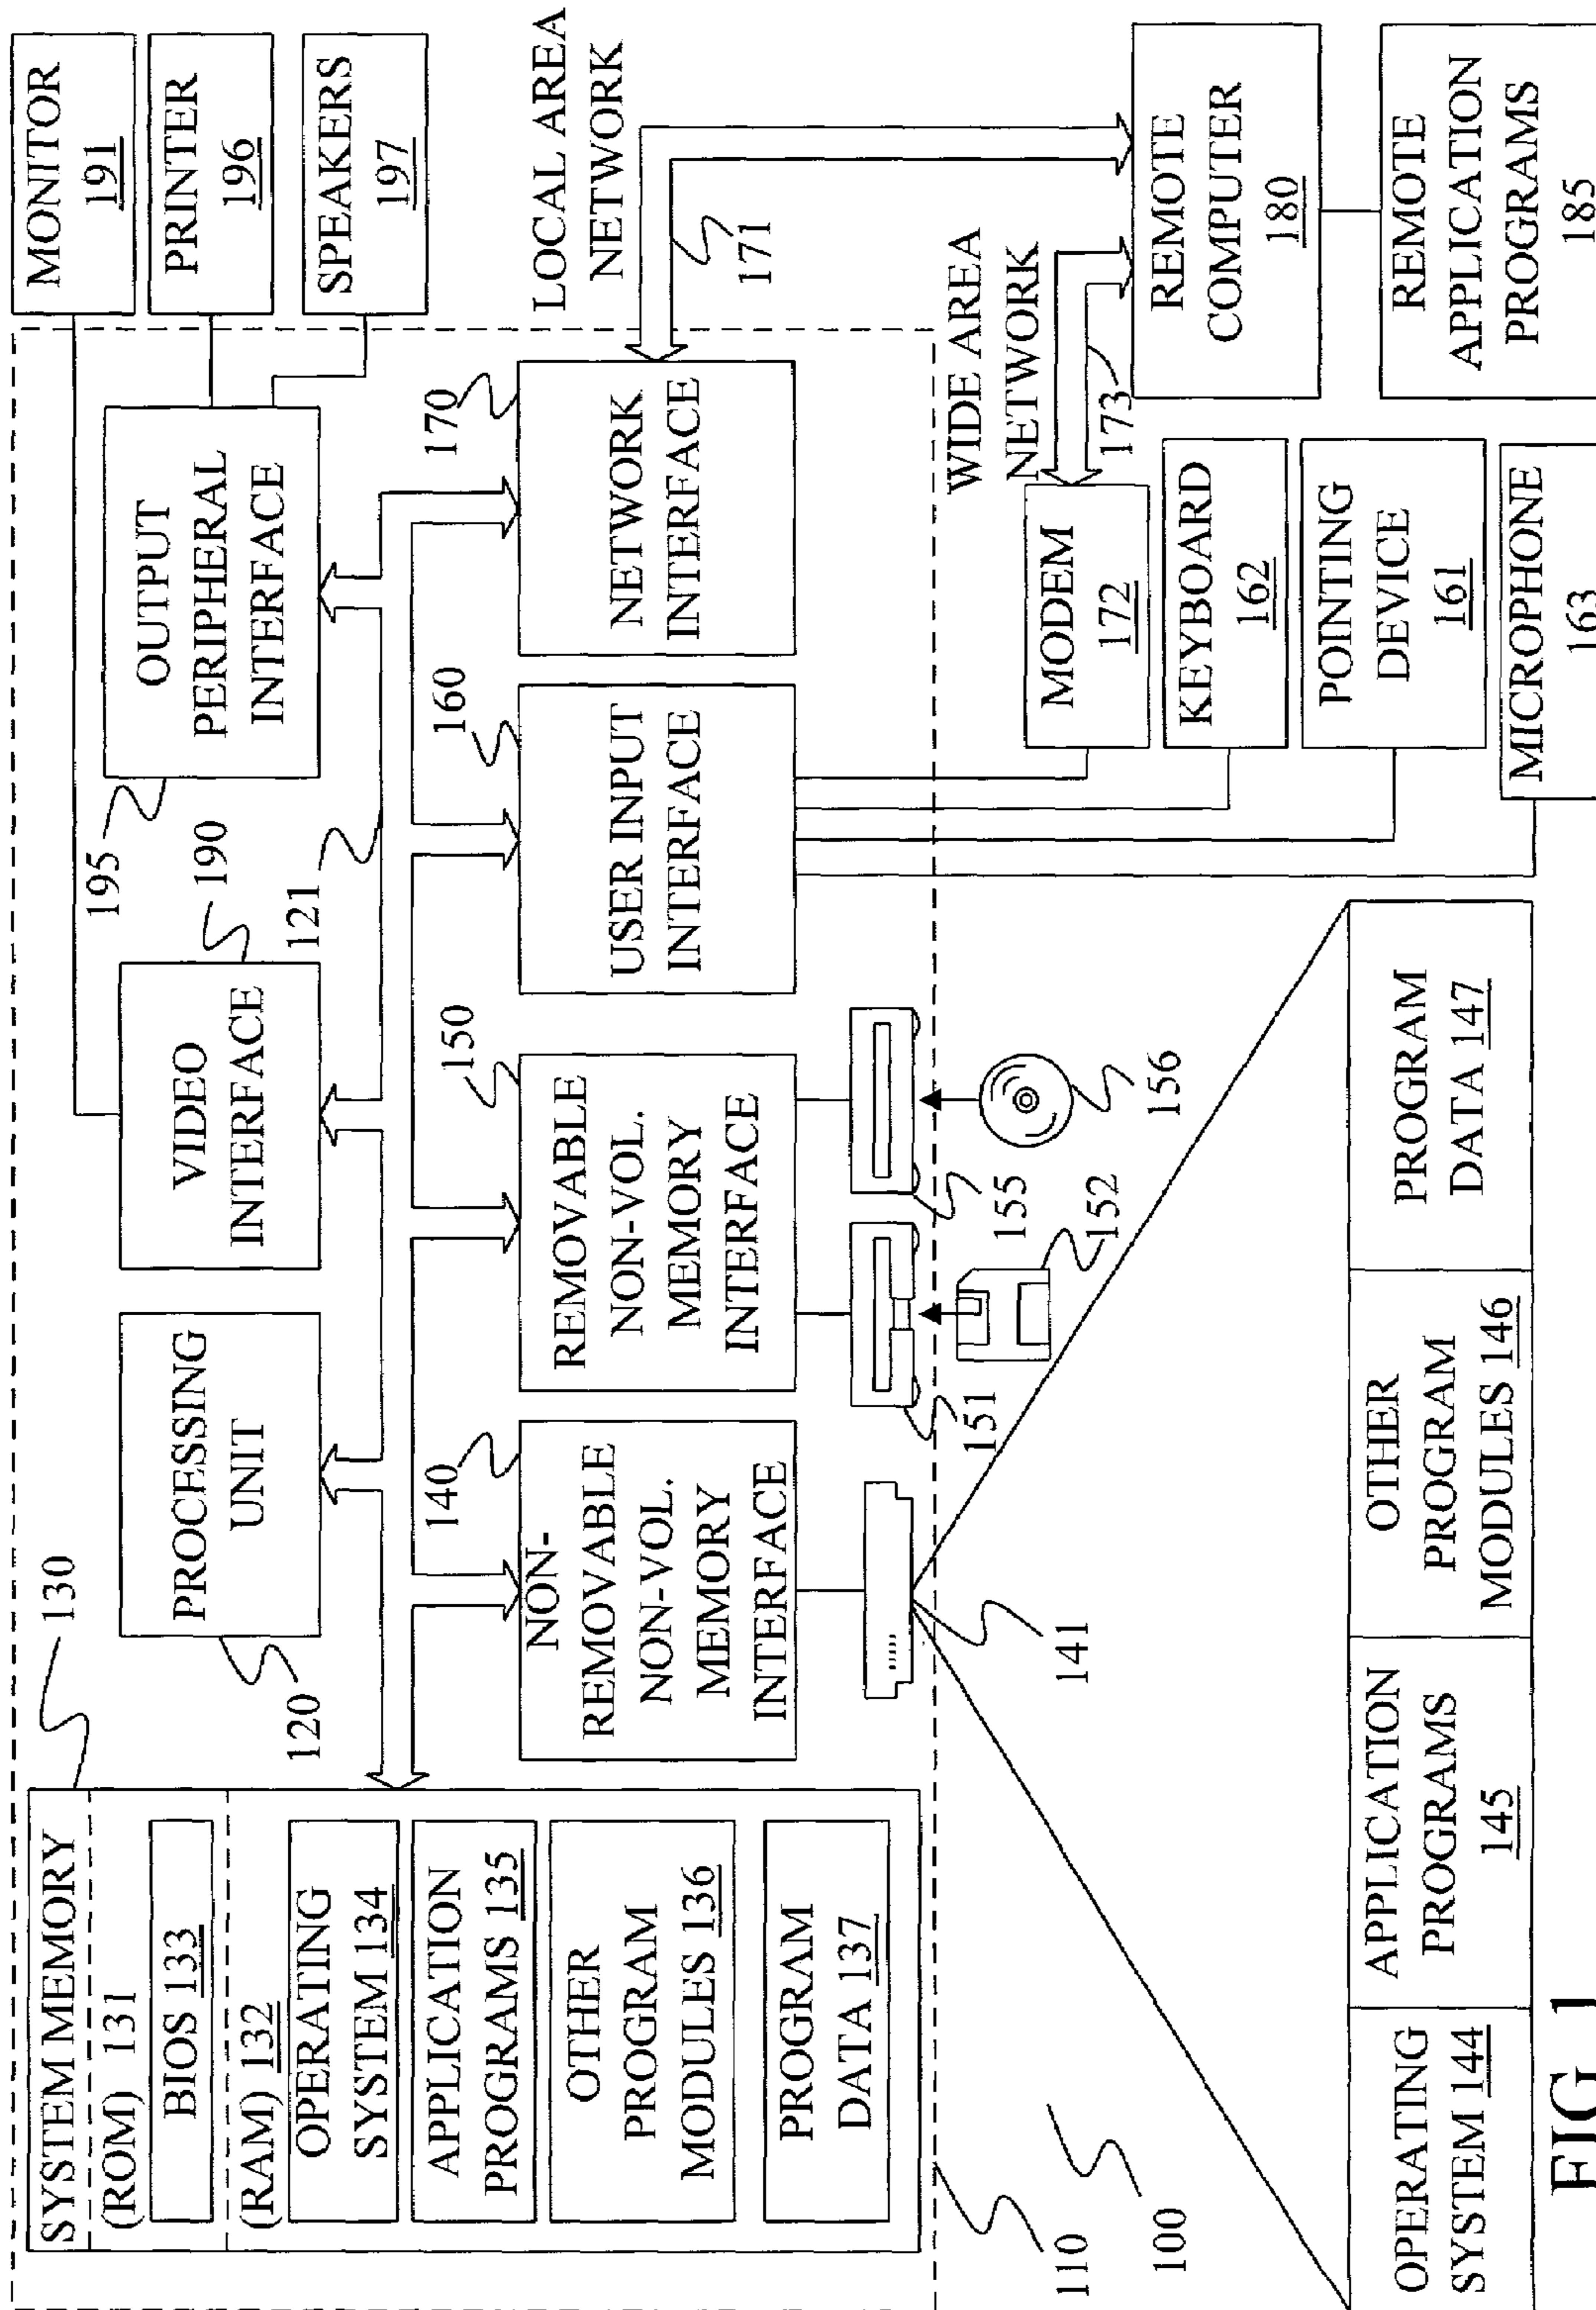 SYSTEM MEMORY
(ROM) 131
BIOS 133
(RAM) 132
OPERATING
SYSTEM 134
APPLICATION
PROGRAMS 135
OTHER
PROGRAM
MODULES 136
PROGRAM
DATA 137
130
PROCESSING
UNIT
120
VIDEO
INTERFACE
190
121
OUTPUT
PERIPHERAL
INTERFACE
195
MONITOR
191
PRINTER
196
SPEAKERS
197
NON-
REMOVABLE
NON-VOL.
MEMORY
INTERFACE
140
REMOVABLE
NON-VOL.
MEMORY
INTERFACE
150
USER INPUT
INTERFACE
160
NETWORK
INTERFACE
170
LOCAL AREA
NETWORK
171
141
151
152
155
156
WIDE AREA
NETWORK
173
MODEM
172
KEYBOARD
162
POINTING
DEVICE
161
MICROPHONE
163
REMOTE
COMPUTER
180
REMOTE
APPLICATION
PROGRAMS
185
110
100
OPERATING
SYSTEM 144
APPLICATION
PROGRAMS
145
OTHER
PROGRAM
MODULES 146
PROGRAM
DATA 147
FIG. 1